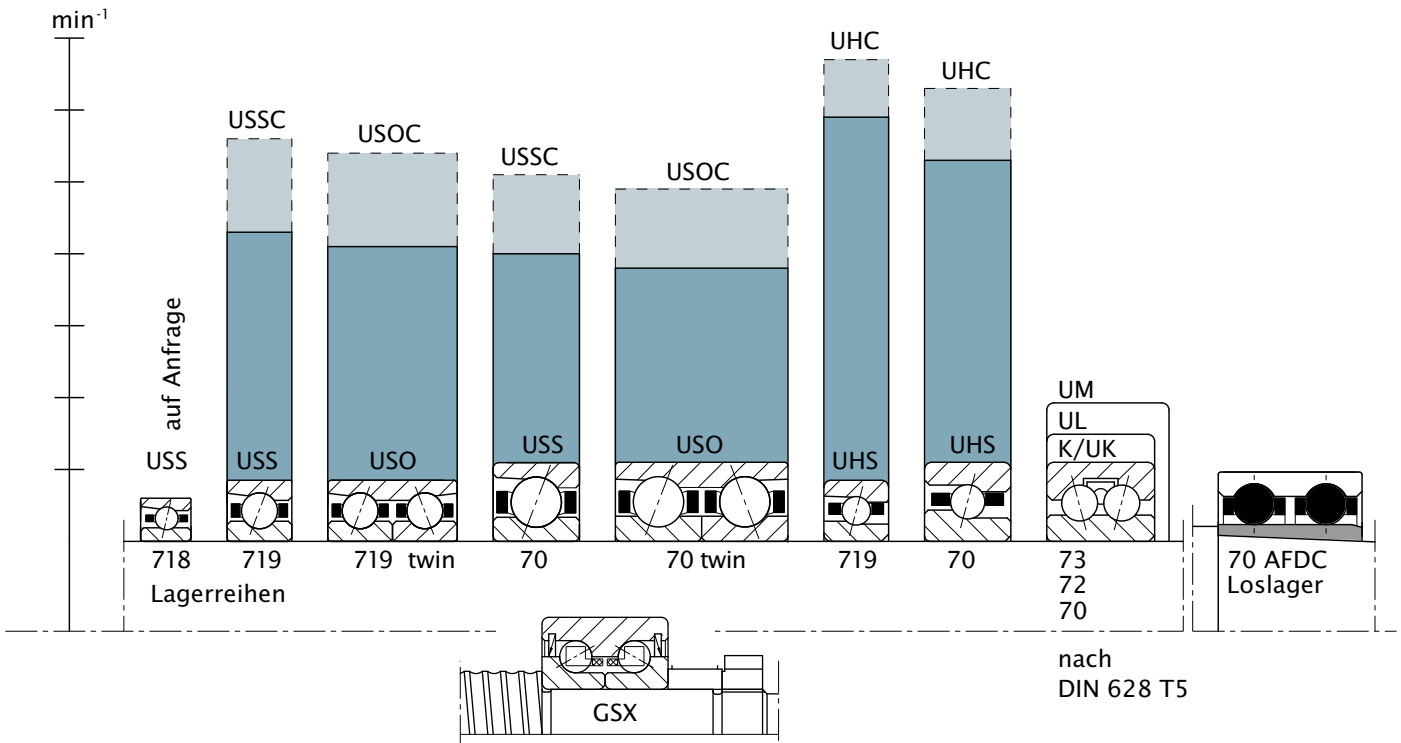 min-1
UHC
UHC
USSC
USOC
USSC
USOC
auf Anfrage
UM
UL
K/UK
USS
USS
USO
USS
USO
UHS
UHS
718
719
719 twin
70
70 twin
719
70
73
72
70
70 AFDC
Loslager
Lagerreihen
nach
DIN 628 T5
GSX